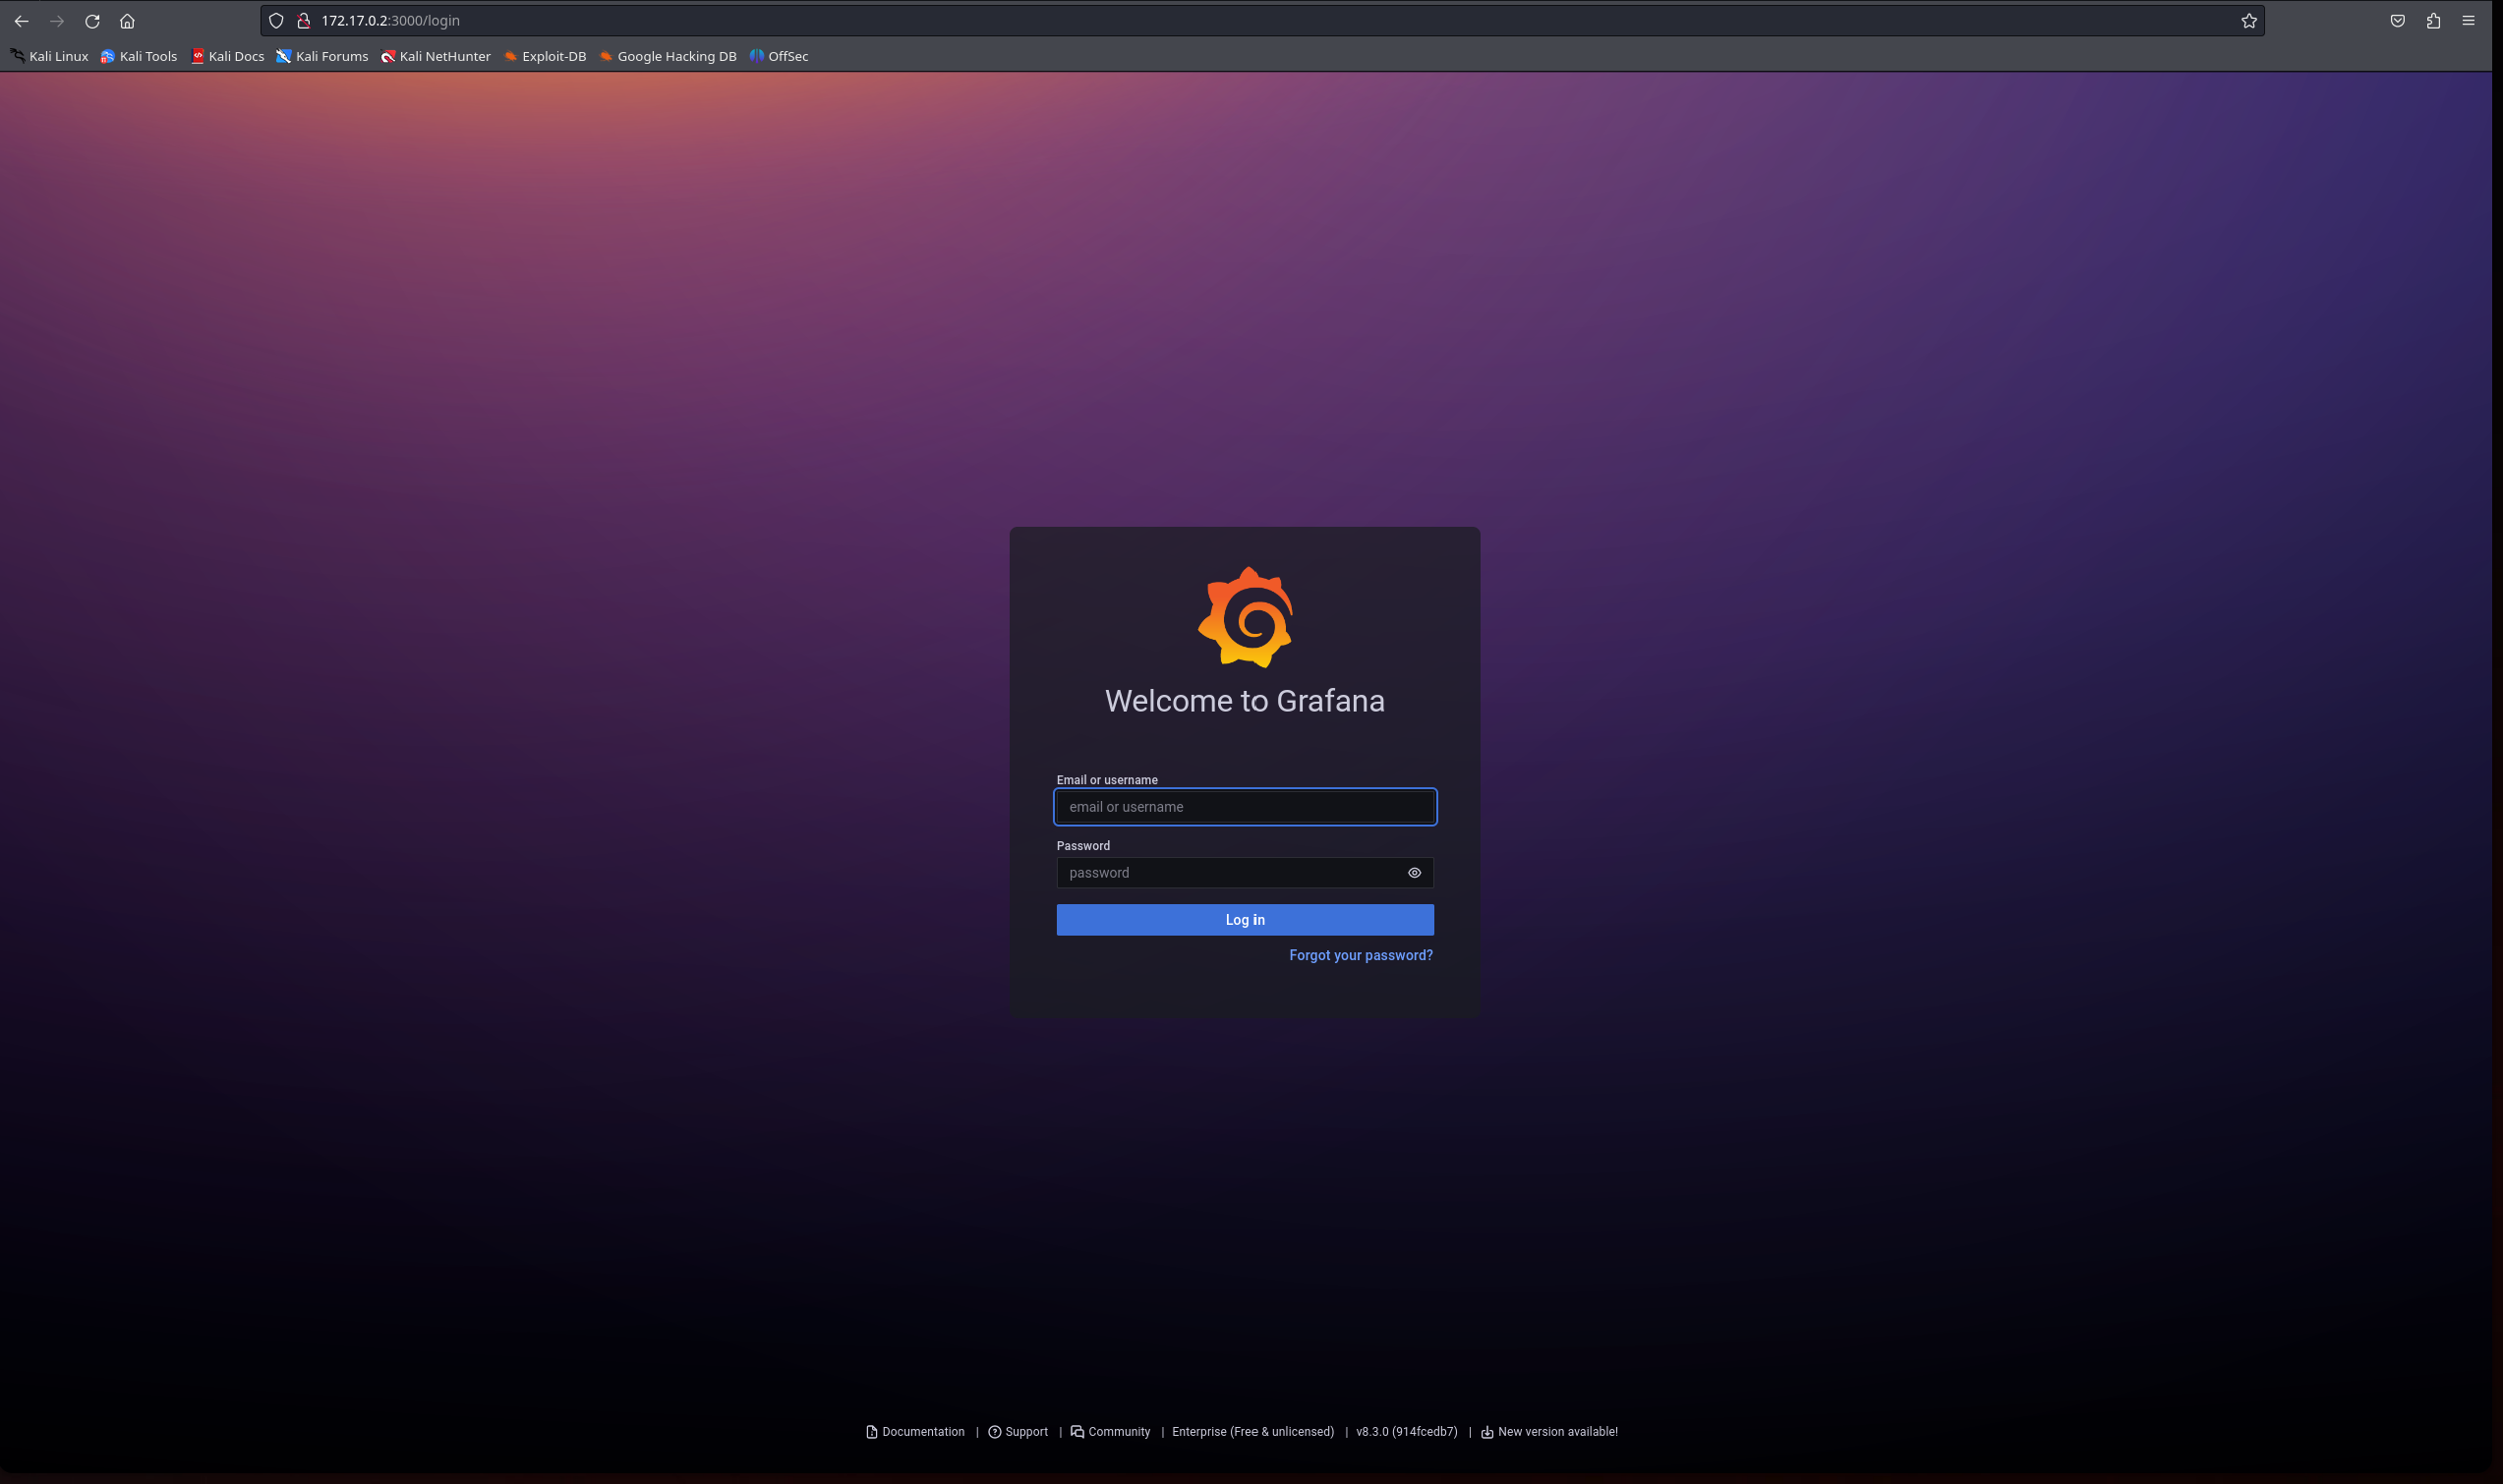 172.17.0.2:3000/login
Kali Linux Kali Tools Kali Docs Kali Forums Kali NetHunter Exploit-DB Google Hacking DB OffSec
Welcome to Grafana
Email or username
email or username
Password
password
Log in
Forgot your password?
Documentation | Support | Community | Enterprise (Free & unlicensed) | v8.3.0 (914fcedb7) | New version available!